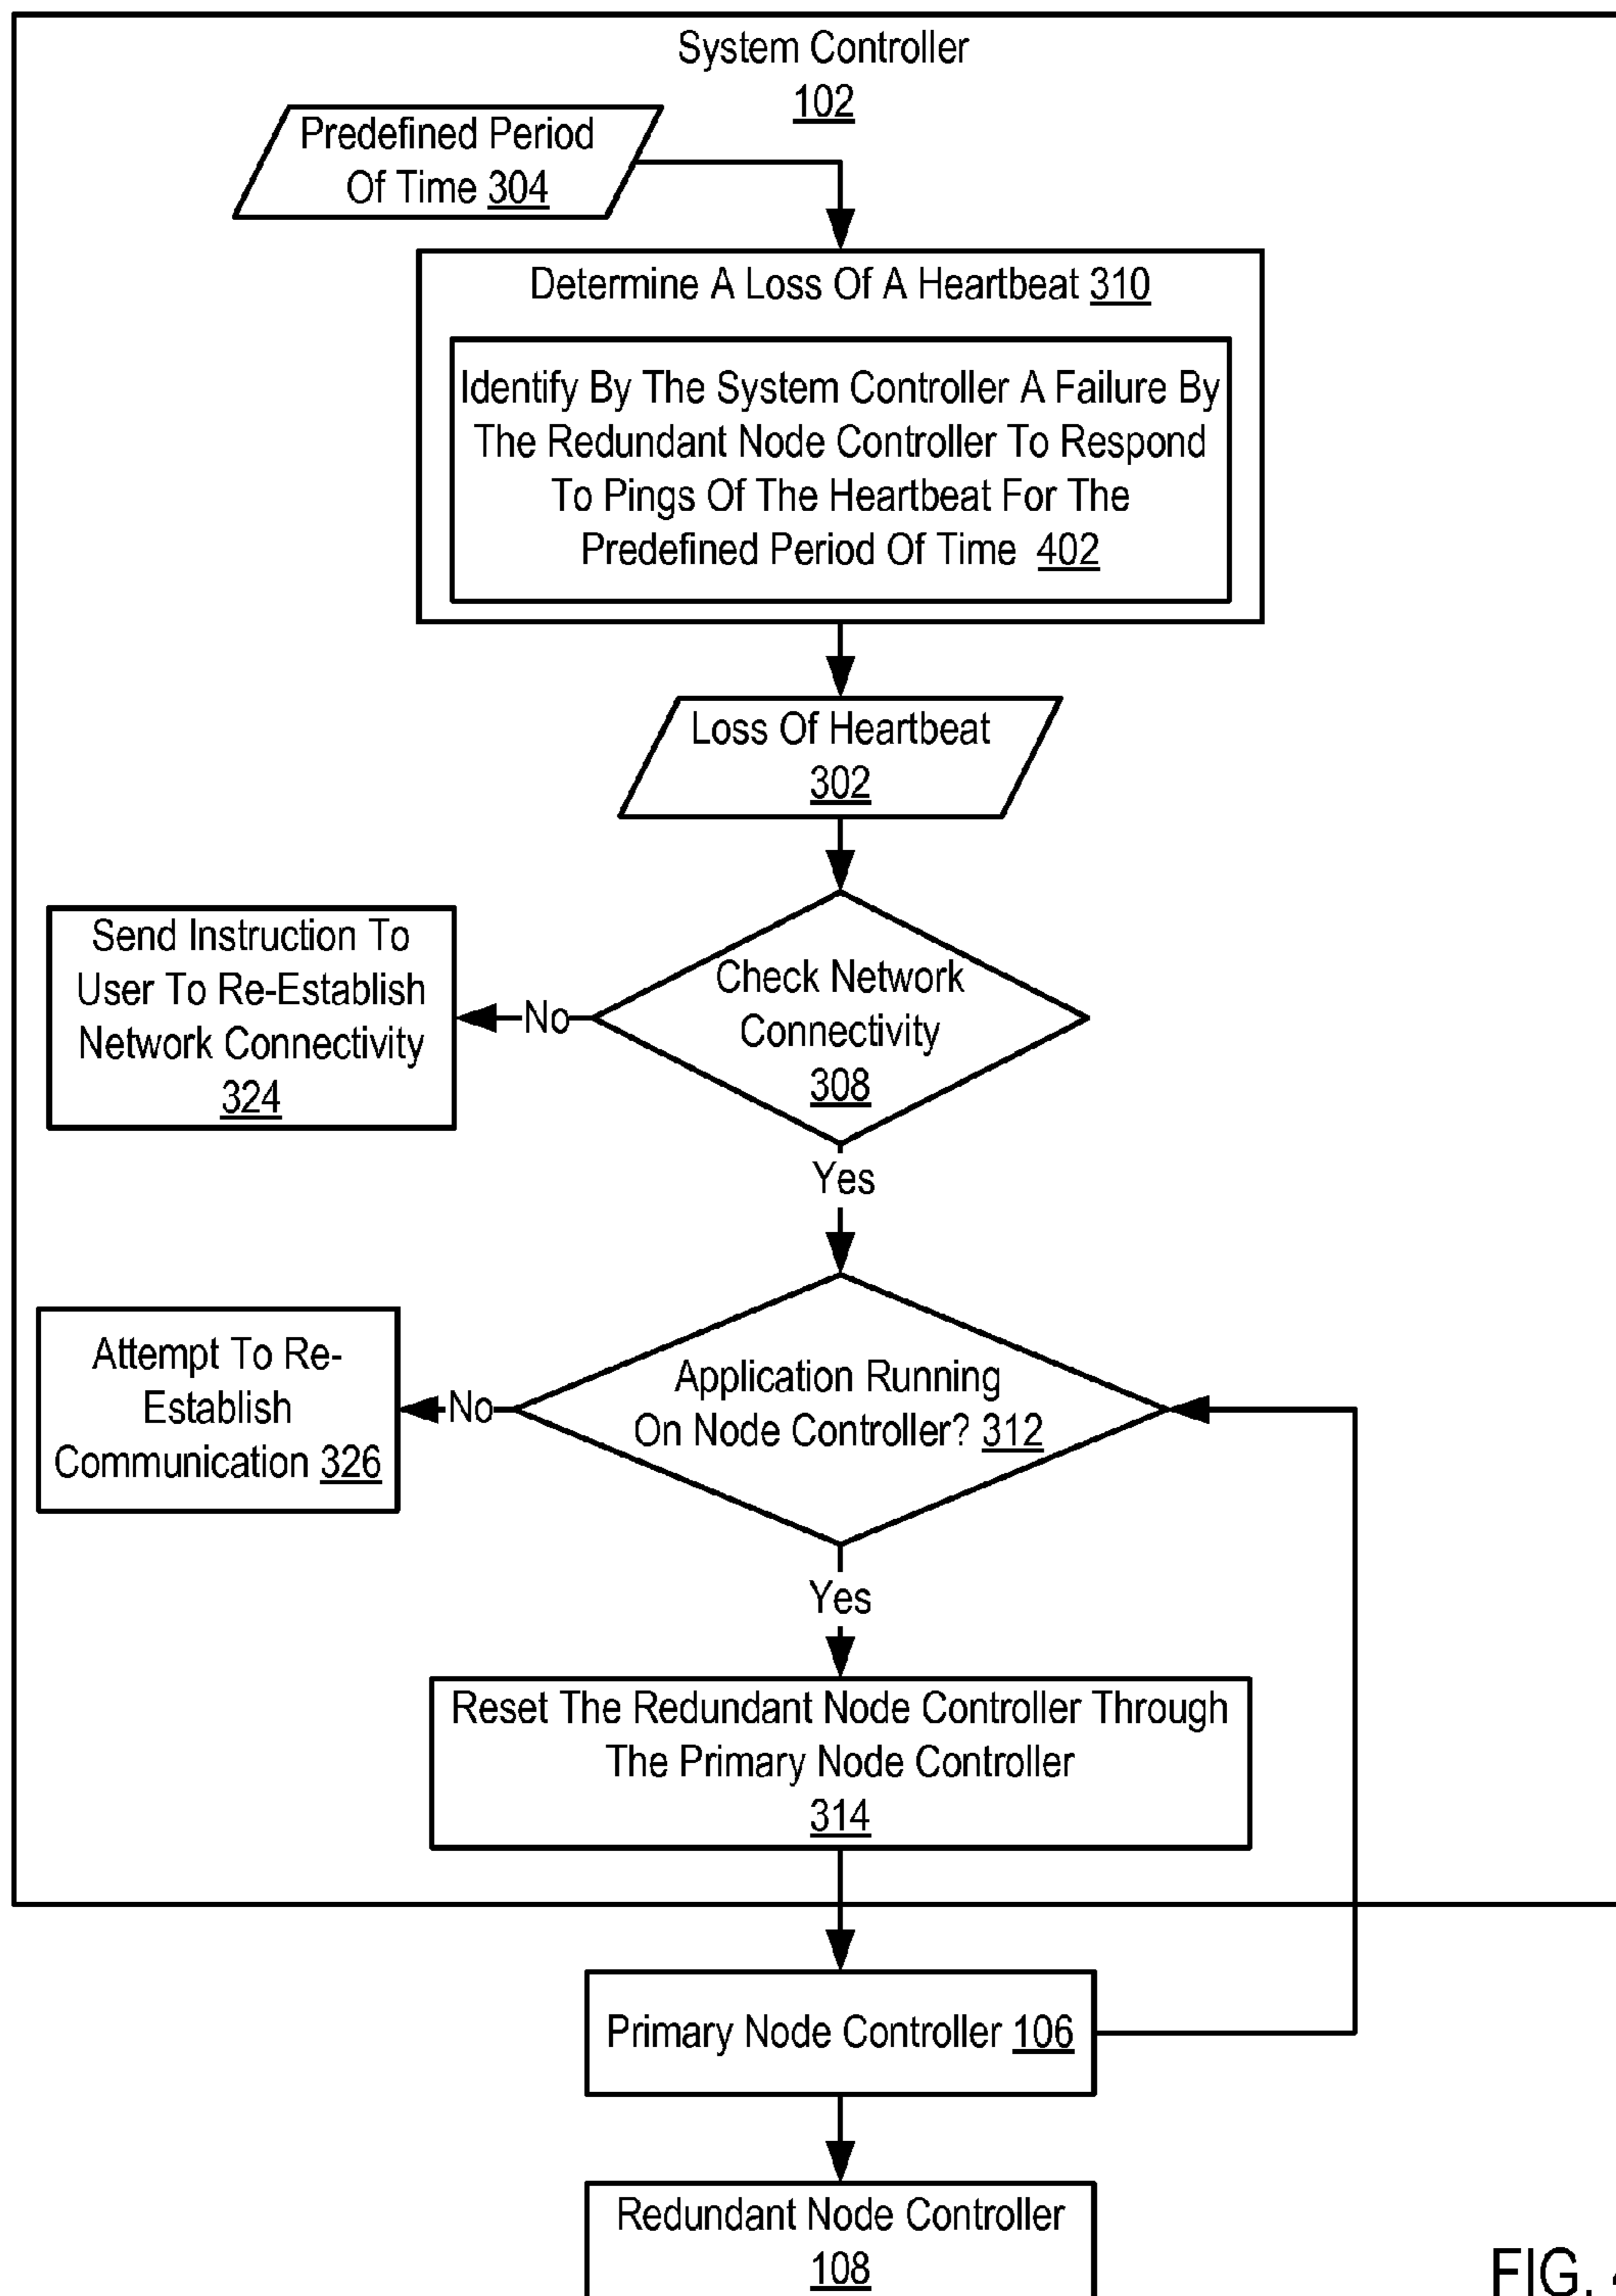 System Controller
102
Predefined Period
Of Time 304
Determine A Loss Of A Heartbeat 310
Identify By The System Controller A Failure By
The Redundant Node Controller To Respond
To Pings Of The Heartbeat For The
Predefined Period Of Time 402
Loss Of Heartbeat
302
Check Network
Connectivity
308
No
Send Instruction To
User To Re-Establish
Network Connectivity
324
Yes
Application Running
On Node Controller? 312
No
Attempt To Re-
Establish
Communication 326
Yes
Reset The Redundant Node Controller Through
The Primary Node Controller
314
Primary Node Controller 106
Redundant Node Controller
108
FIG.